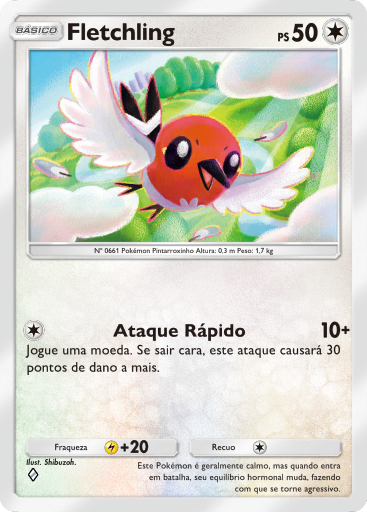 BÁSICO Fletchling PS 50
Nº 0661 Pokémon Pintarroxinho Altura: 0,3 m Peso: 1,7 kg
Ataque Rápido 10+
Jogue uma moeda. Se sair cara, este ataque causará 30
pontos de dano a mais.
Fraqueza +20 Recuo
Ilust. Shibuzoh.
Este Pokémon é geralmente calmo, mas quando entra
em batalha, seu equilíbrio hormonal muda, fazendo
com que se torne agressivo.